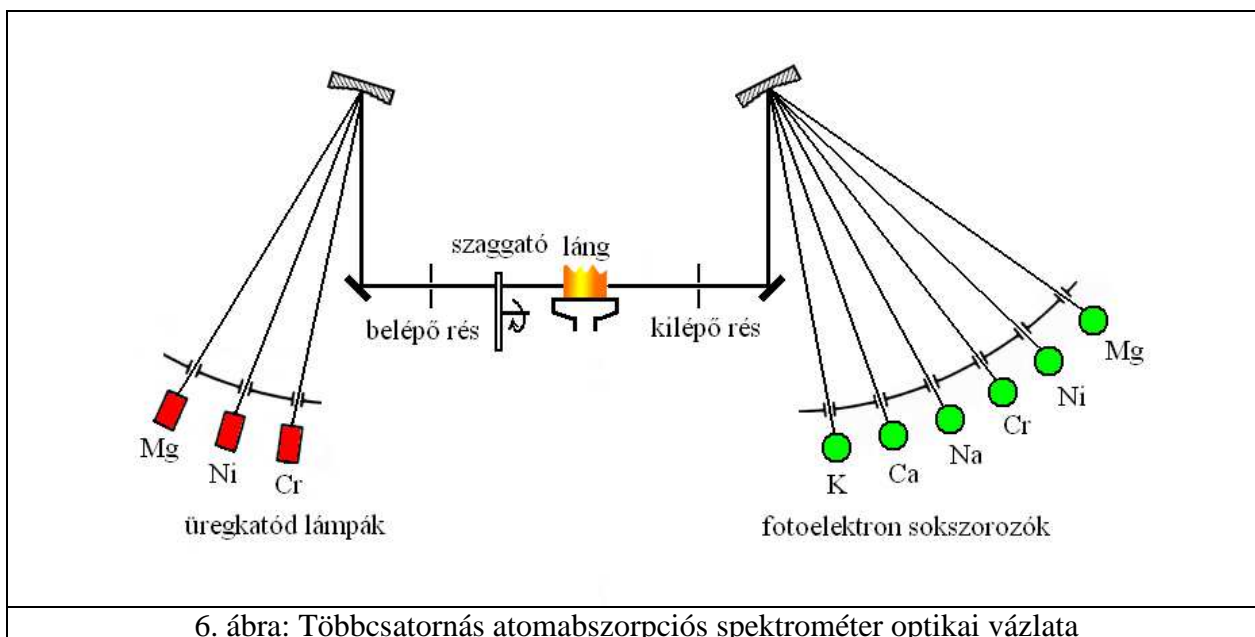 szaggató láng
belépő rés
kilépő rés
Mg
Ni
Cr
üregkatód lámpák
K
Ca
Na
Cr
Ni
Mg
fotoelektron sokszorozók
6. ábra: Többcsatornás atomabszorpciós spektrométer optikai vázlata